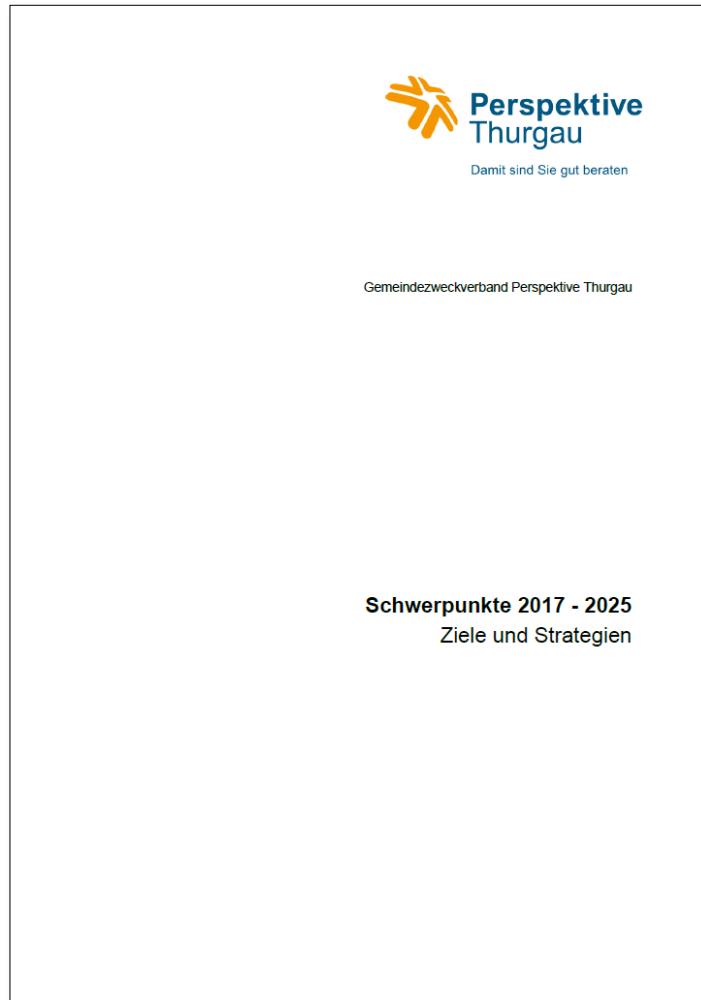 Perspektive
Thurgau
Damit sind Sie gut beraten
Gemeindezweckverband Perspektive Thurgau
Schwerpunkte 2017 - 2025
Ziele und Strategien